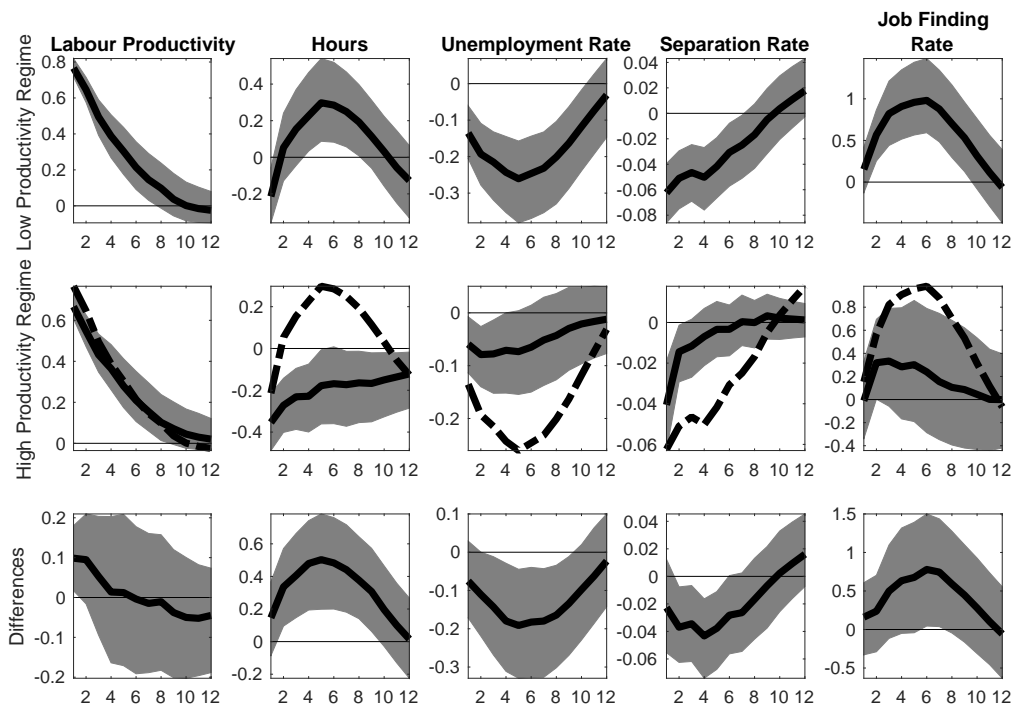 Labour Productivity
Hours
Unemployment Rate
Separation Rate
Job Finding
Rate
Low Productivity Regime
0.8
0.6
0.4
0.2
0
2 4 6 8 10 12
0.4
0.2
0
-0.2
2 4 6 8 10 12
0
-0.1
-0.2
-0.3
2 4 6 8 10 12
0.04
0.02
0
-0.02
-0.04
-0.06
-0.08
2 4 6 8 10 12
1
0.5
0
2 4 6 8 10 12
High Productivity Regime
0.6
0.4
0.2
0
2 4 6 8 10 12
0.2
0
-0.2
-0.4
2 4 6 8 10 12
0
-0.1
-0.2
2 4 6 8 10 12
0
-0.02
-0.04
-0.06
2 4 6 8 10 12
0.8
0.6
0.4
0.2
0
-0.2
-0.4
2 4 6 8 10 12
Differences
0.2
0.1
0
-0.1
-0.2
2 4 6 8 10 12
0.6
0.4
0.2
0
-0.2
2 4 6 8 10 12
0.1
0
-0.1
-0.2
-0.3
2 4 6 8 10 12
0.04
0.02
0
-0.02
-0.04
-0.06
2 4 6 8 10 12
1.5
1
0.5
0
-0.5
2 4 6 8 10 12